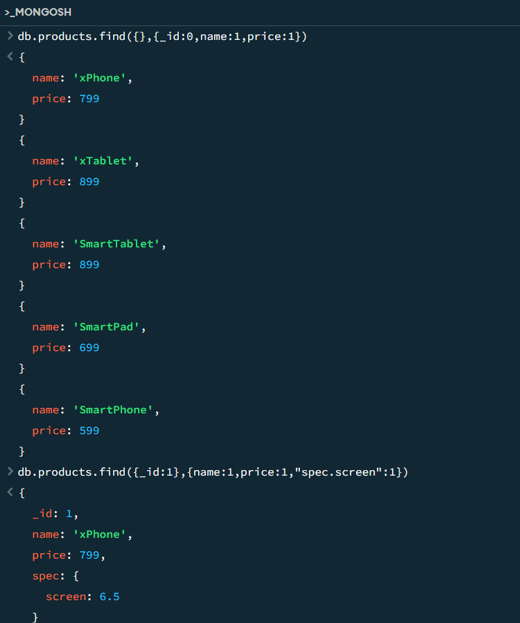 >_MONGOSH
> db.products.find({},{_id:0,name:1,price:1})
< {
name: 'xPhone',
price: 799
}
{
name: 'xTablet',
price: 899
}
{
name: 'SmartTablet',
price: 899
}
{
name: 'SmartPad',
price: 699
}
{
name: 'SmartPhone',
price: 599
}
> db.products.find({_id:1},{name:1,price:1,"spec.screen":1})
< {
_id: 1,
name: 'xPhone',
price: 799,
spec: {
screen: 6.5
}